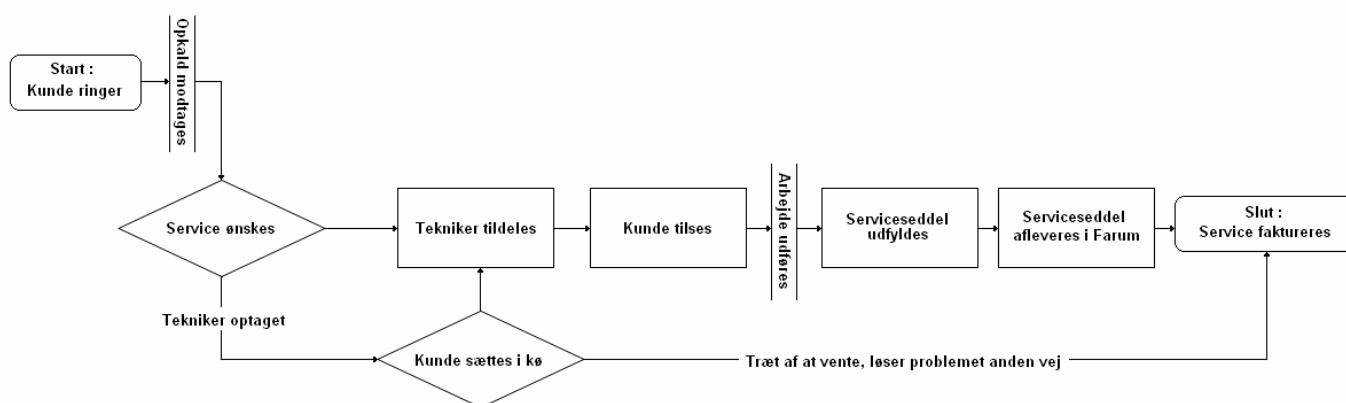 Start :
Kunde ringer
Opkald modtages
Service ønskes
Tekniker tildeles
Kunde tilses
Arbejde udføres
Serviceseddel
udfyldes
Serviceseddel
afleveres i Farum
Slut :
Service faktureres
Tekniker optaget
Kunde sættes i kø
Træt af at vente, løser problemet anden vej